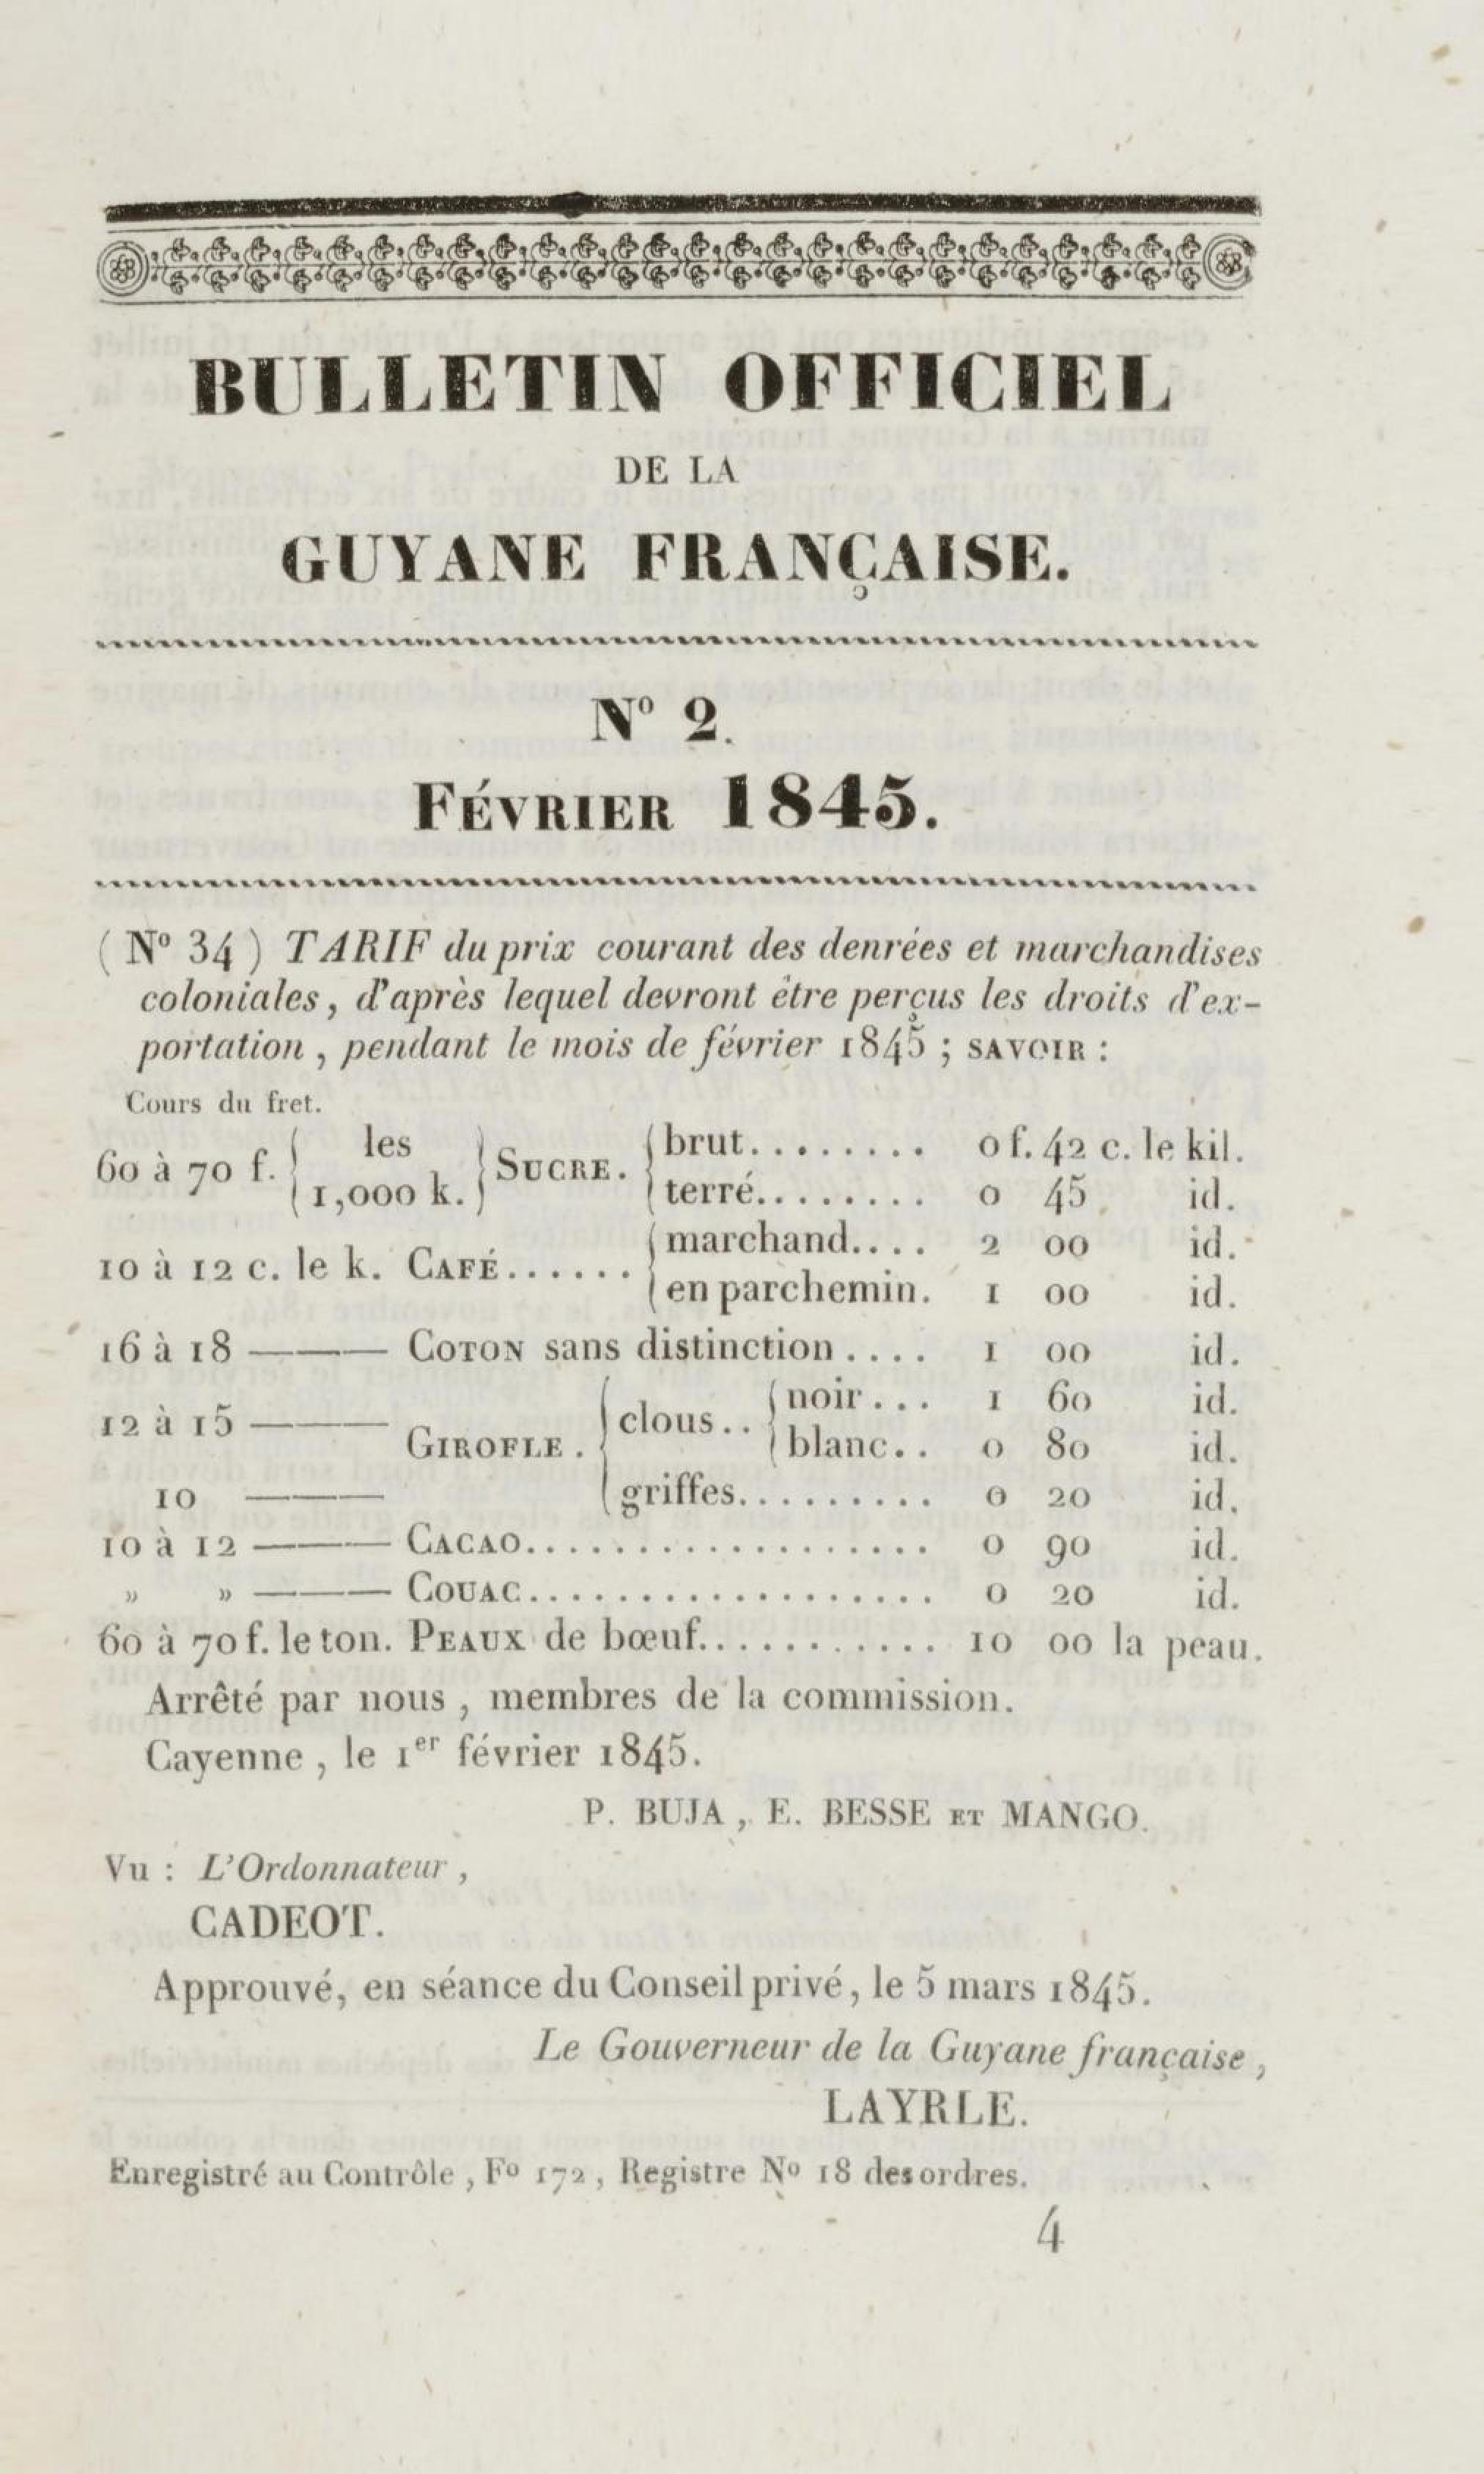 BULLETIN OFFICIEL
DE LA
GUYANE FRANÇAISE.
Nº 2.
FÉVRIER 1845.
( Nº 34 ) TARIF du prix courant des denrées et marchandises
coloniales, d'après lequel devront être perçus les droits d'ex-
portation, pendant le mois de février 1845 ; SAVOIR :
Cours du fret.
60 à 70 f. { les 1,000 k. } SUCRE. { brut........ 0 f. 42 c. le kil.
terré........ 0 45 id.
10 à 12 c. le k. CAFÉ...... { marchand.... 2 00 id.
en parchemin. 1 00 id.
16 à 18 ——— COTON sans distinction.... 1 00 id.
12 à 15 ——— GIROFLE. { clous.. { noir... 1 60 id.
blanc.. 0 80 id.
10 ——— griffes.......... 0 20 id.
10 à 12 ——— CACAO................... 0 90 id.
» » ——— COUAC................... 0 20 id.
60 à 70 f. le ton. PEAUX de bœuf............ 10 00 la peau.
Arrêté par nous, membres de la commission.
Cayenne, le 1er février 1845.
P. BUJA, E. BESSE ET MANGO.
Vu : L'Ordonnateur,
CADEOT.
Approuvé, en séance du Conseil privé, le 5 mars 1845.
Le Gouverneur de la Guyane française,
LAYRLE.
Enregistré au Contrôle, Fº 172, Registre Nº 18 des ordres.
4